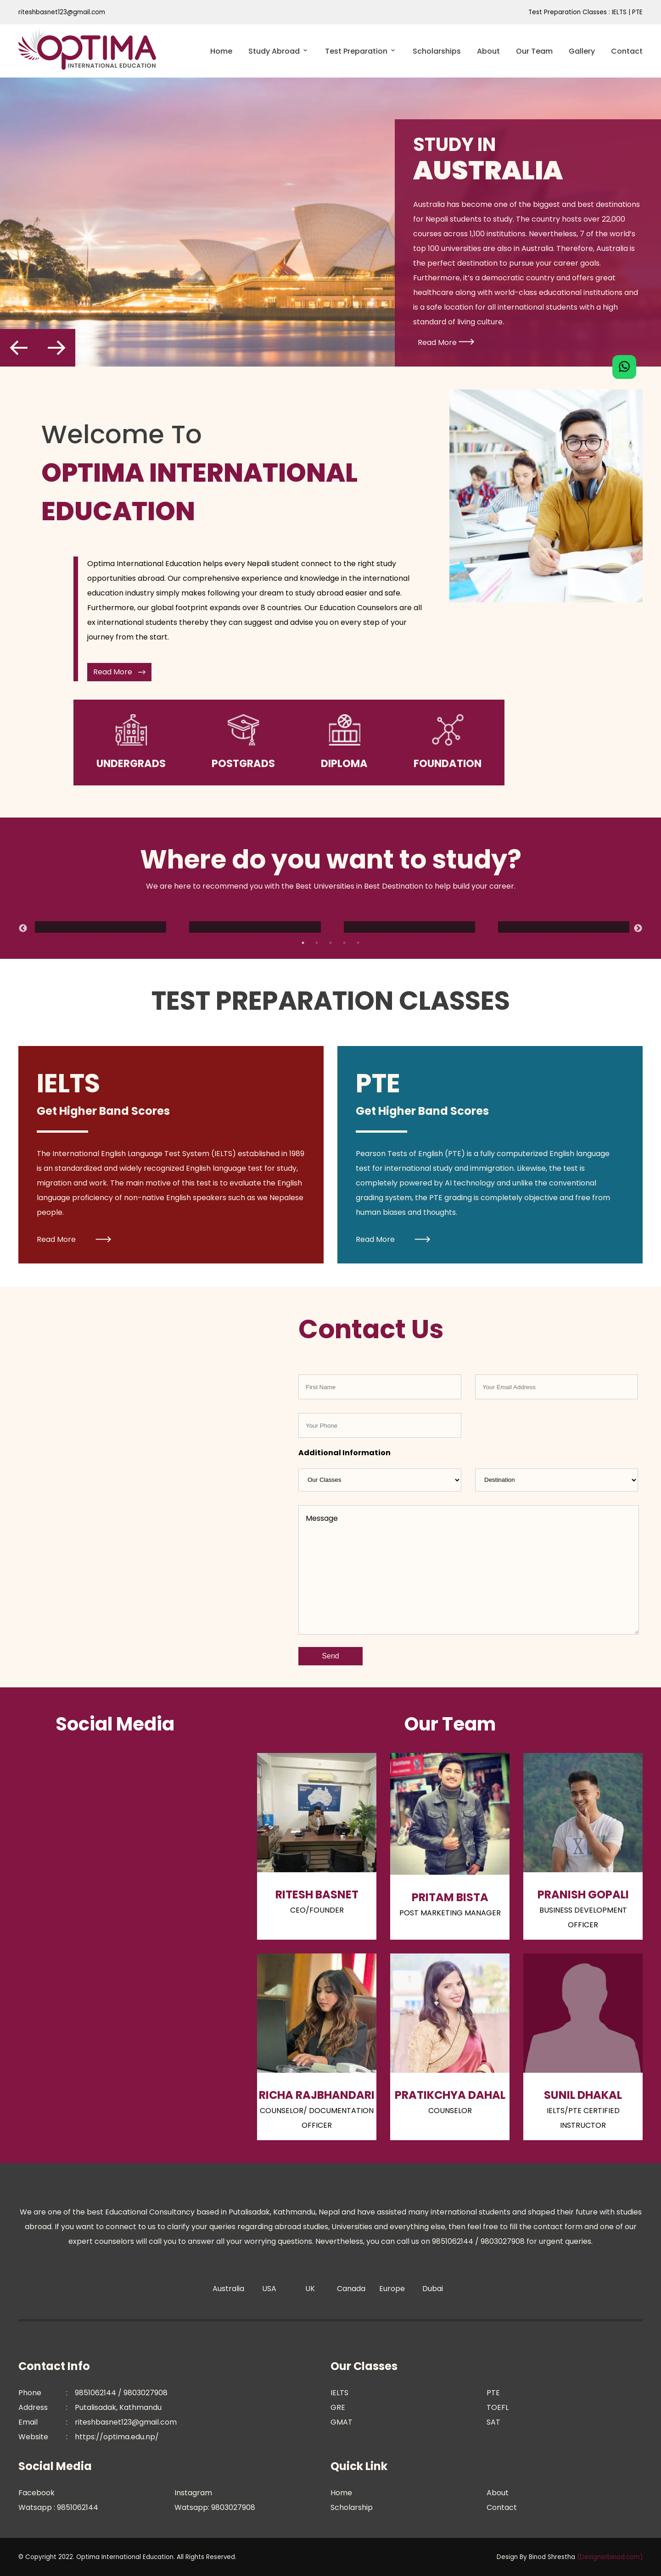 riteshbasnet123@gmail.com
Test Preparation Classes : IELTS | PTE
OPTIMA
INTERNATIONAL EDUCATION
Home
Study Abroad
Test Preparation
Scholarships
About
Our Team
Gallery
Contact
STUDY IN
AUSTRALIA
Australia has become one of the biggest and best destinations
for Nepali students to study. The country hosts over 22,000
courses across 1,100 institutions. Nevertheless, 7 of the world's
top 100 universities are also in Australia. Therefore, Australia is
the perfect destination to pursue your career goals.
Furthermore, it's a democratic country and offers great
healthcare along with world-class educational institutions and
is a safe location for all international students with a high
standard of living culture.
Read More
Welcome To
OPTIMA INTERNATIONAL
EDUCATION
Optima International Education helps every Nepali student connect to the right study
opportunities abroad. Our comprehensive experience and knowledge in the international
education industry simply makes following your dream to study abroad easier and safe.
Furthermore, our global footprint expands over 8 countries. Our Education Counselors are all
ex international students thereby they can suggest and advise you on every step of your
journey from the start.
Read More
UNDERGRADS
POSTGRADS
DIPLOMA
FOUNDATION
Where do you want to study?
We are here to recommend you with the Best Universities in Best Destination to help build your career.
TEST PREPARATION CLASSES
IELTS
Get Higher Band Scores
The International English Language Test System (IELTS) established in 1989
is an standardized and widely recognized English language test for study,
migration and work. The main motive of this test is to evaluate the English
language proficiency of non-native English speakers such as we Nepalese
people.
Read More
PTE
Get Higher Band Scores
Pearson Tests of English (PTE) is a fully computerized English language
test for international study and immigration. Likewise, the test is
completely powered by AI technology and unlike the conventional
grading system, the PTE grading is completely objective and free from
human biases and thoughts.
Read More
Contact Us
First Name
Your Email Address
Your Phone
Additional Information
Our Classes
Destination
Message
Send
Social Media
Our Team
RITESH BASNET
CEO/FOUNDER
PRITAM BISTA
POST MARKETING MANAGER
PRANISH GOPALI
BUSINESS DEVELOPMENT
OFFICER
RICHA RAJBHANDARI
COUNSELOR/ DOCUMENTATION
OFFICER
PRATIKCHYA DAHAL
COUNSELOR
SUNIL DHAKAL
IELTS/PTE CERTIFIED
INSTRUCTOR
We are one of the best Educational Consultancy based in Putalisadak, Kathmandu, Nepal and have assisted many international students and shaped their future with studies
abroad. If you want to connect to us to clarify your queries regarding abroad studies, Universities and everything else, then feel free to fill the contact form and one of our
expert counselors will call you to answer all your worrying questions. Nevertheless, you can call us on 9851062144 / 9803027908 for urgent queries.
Australia
USA
UK
Canada
Europe
Dubai
Contact Info
Phone : 9851062144 / 9803027908
Address : Putalisadak, Kathmandu
Email : riteshbasnet123@gmail.com
Website : https://optima.edu.np/
Our Classes
IELTS
PTE
GRE
TOEFL
GMAT
SAT
Social Media
Facebook
Instagram
Watsapp : 9851062144
Watsapp: 9803027908
Quick Link
Home
About
Scholarship
Contact
© Copyright 2022. Optima International Education. All Rights Reserved.
Design By Binod Shrestha (Designerbinod.com)